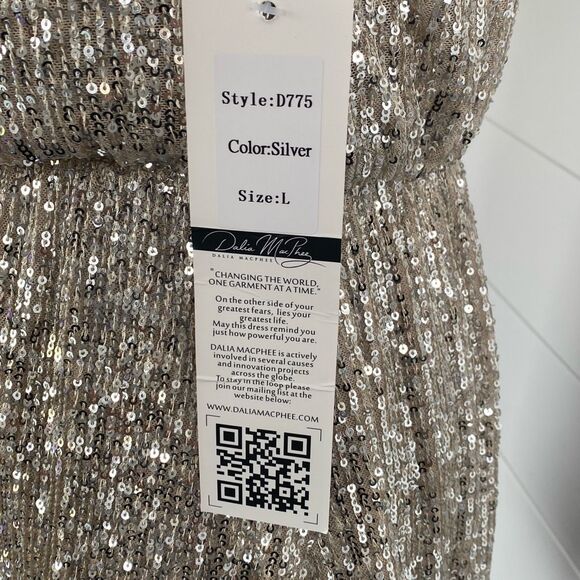 Style:D775
Color:Silver
Size:L
Dalia MacPhee
DALIA MACPHEE
"CHANGING THE WORLD,
ONE GARMENT AT A TIME."
On the other side of your
greatest fears, lies your
greatest life.
May this dress remind you
just how powerful you are.
DALIA MACPHEE is actively
involved in several causes
and innovation projects
across the globe.
To stay in the loop please
join our mailing list at the
website below:
WWW.DALIAMACPHEE.COM